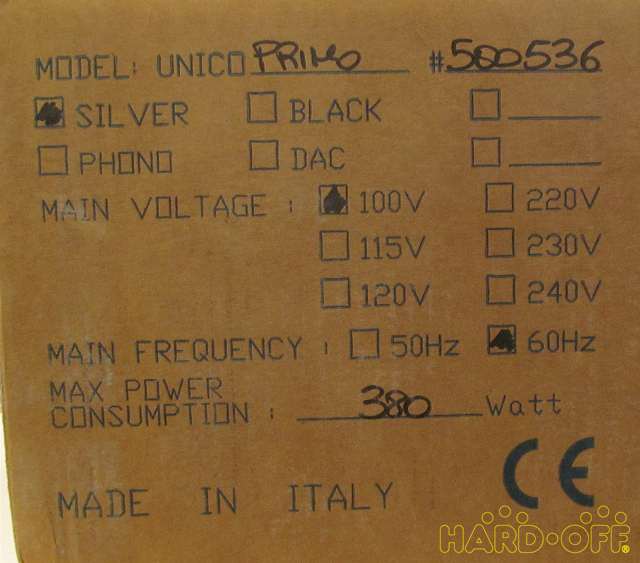 MODEL: UNICO PRIMO #500536
SILVER BLACK
PHONO DAC
MAIN VOLTAGE : 100V 220V
115V 230V
120V 240V
MAIN FREQUENCY : 50Hz 60Hz
MAX POWER
CONSUMPTION : 380 Watt
CE
MADE IN ITALY
HARD·OFF®